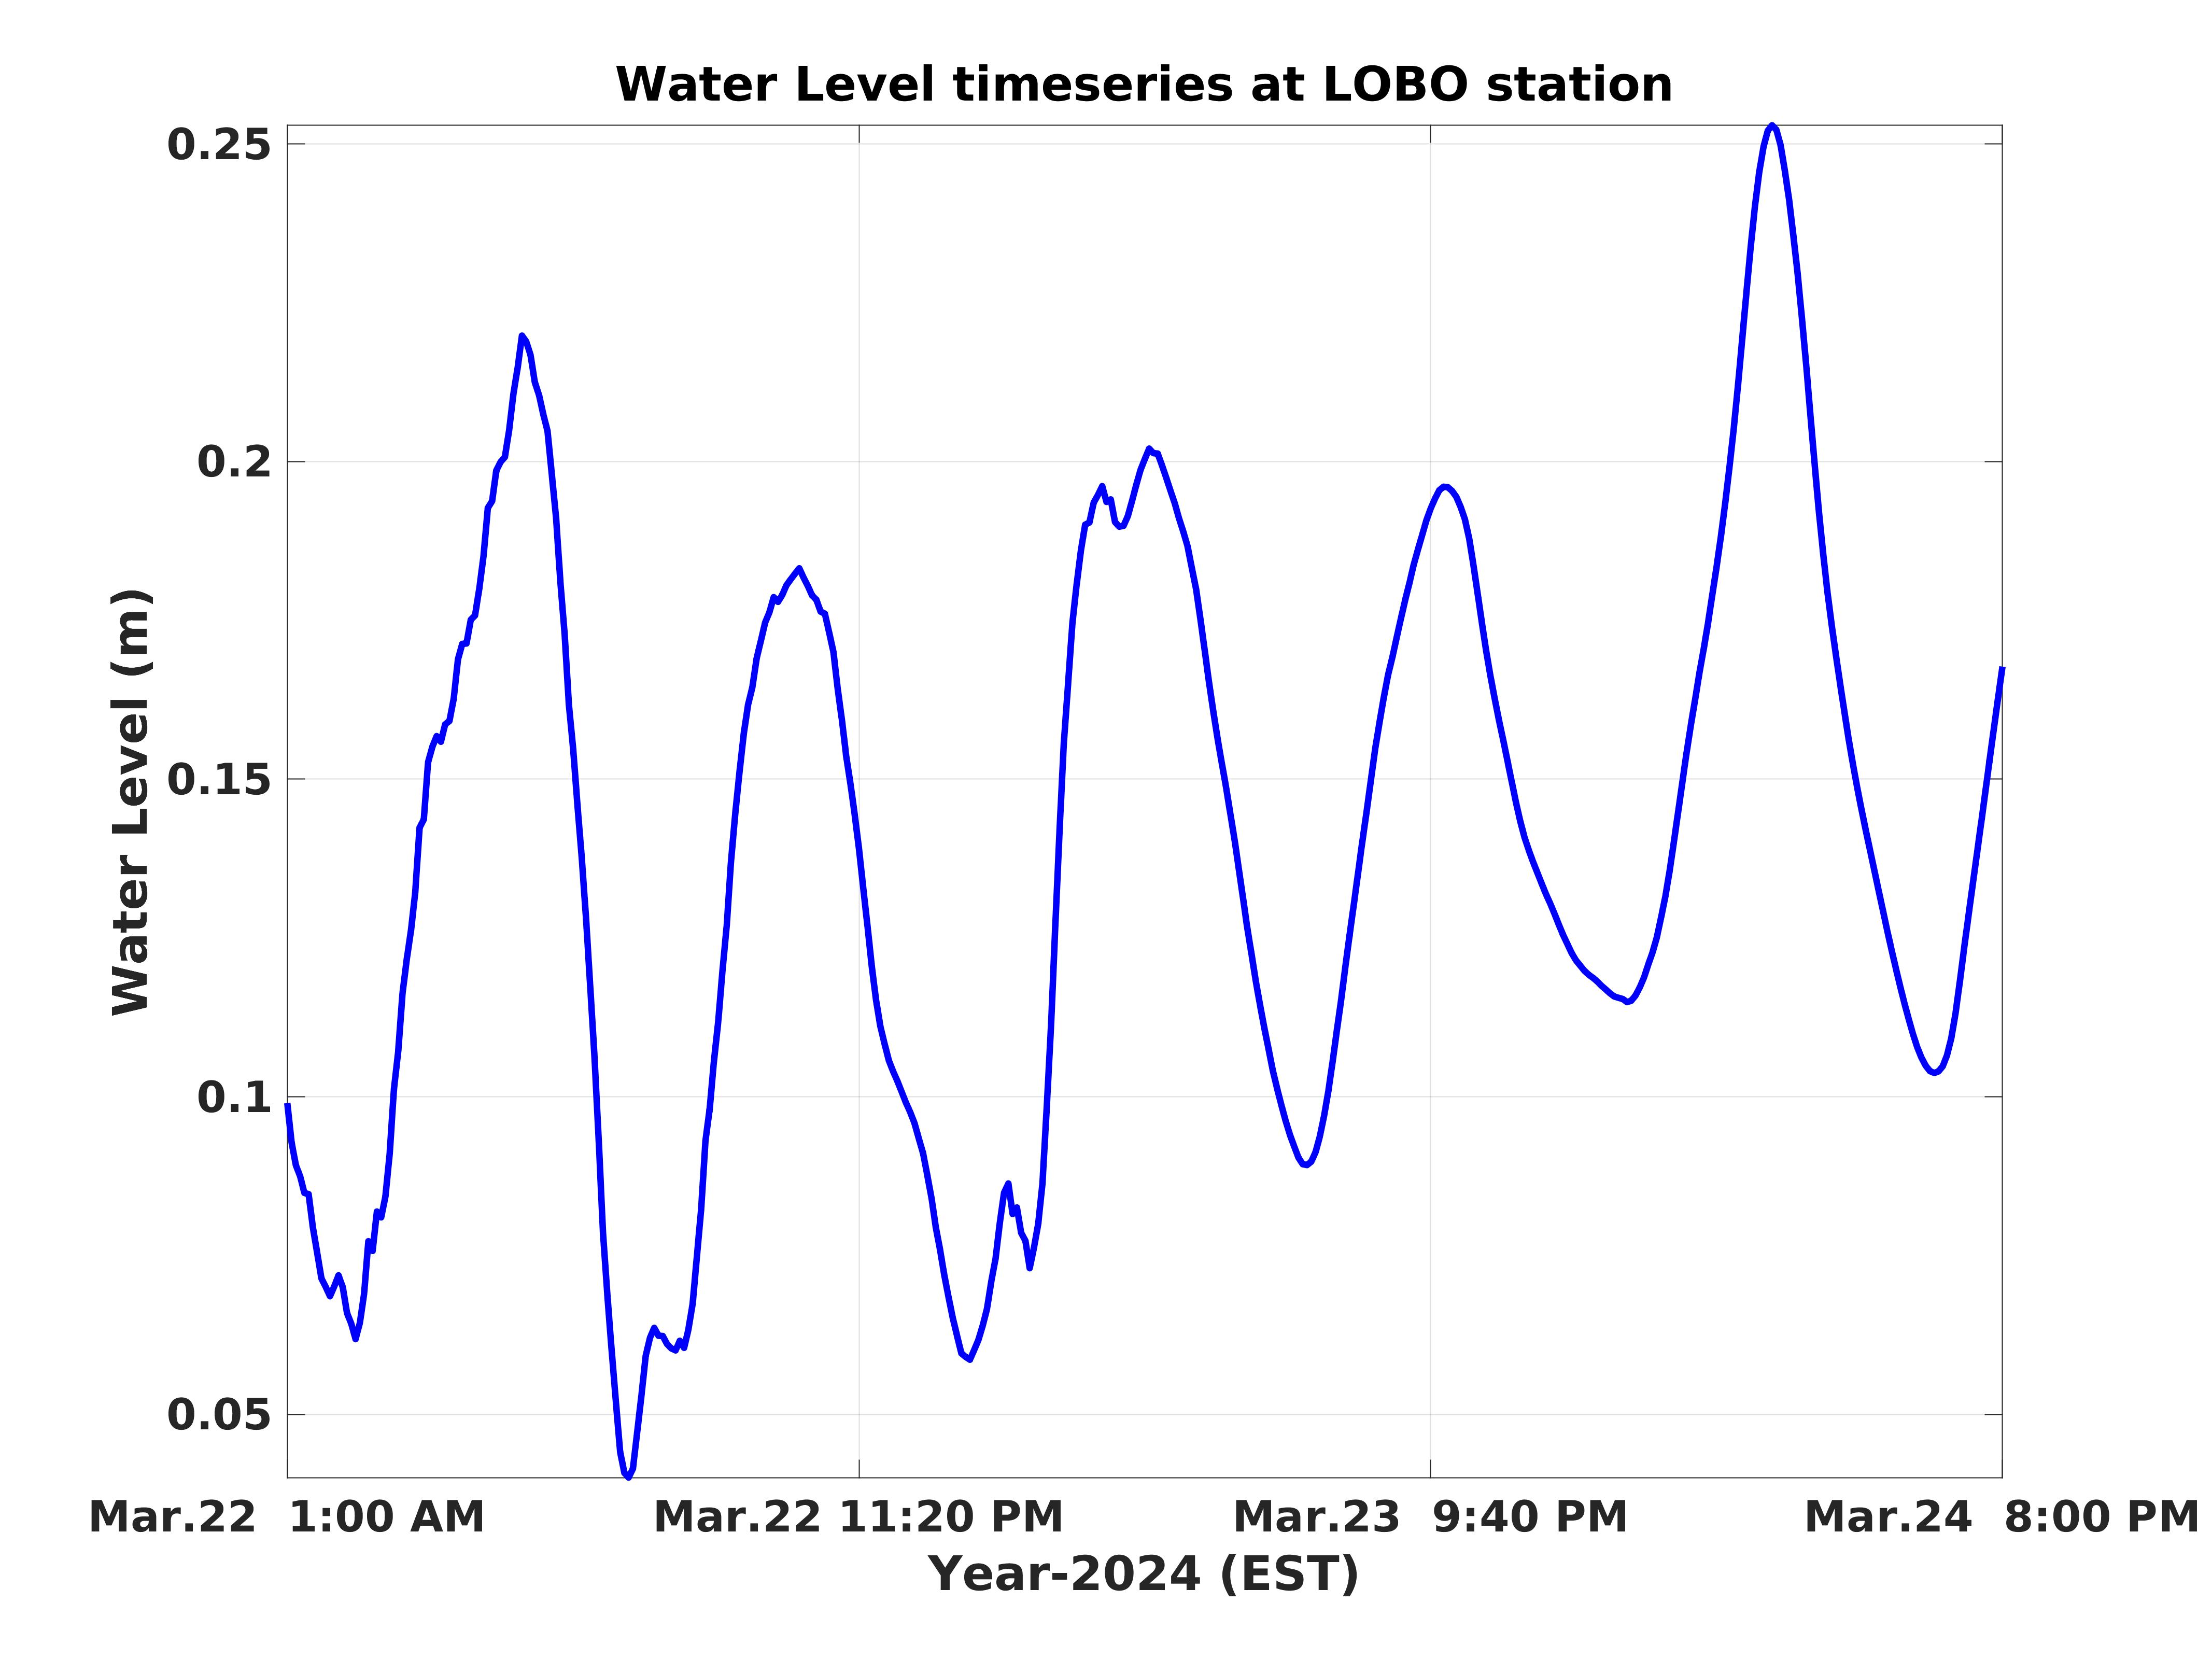 Water Level timeseries at LOBO station
0.25
0.2
0.15
0.1
0.05
Water Level (m)
Mar.22  1:00 AM
Mar.22 11:20 PM
Mar.23  9:40 PM
Mar.24  8:00 PM
Year-2024 (EST)